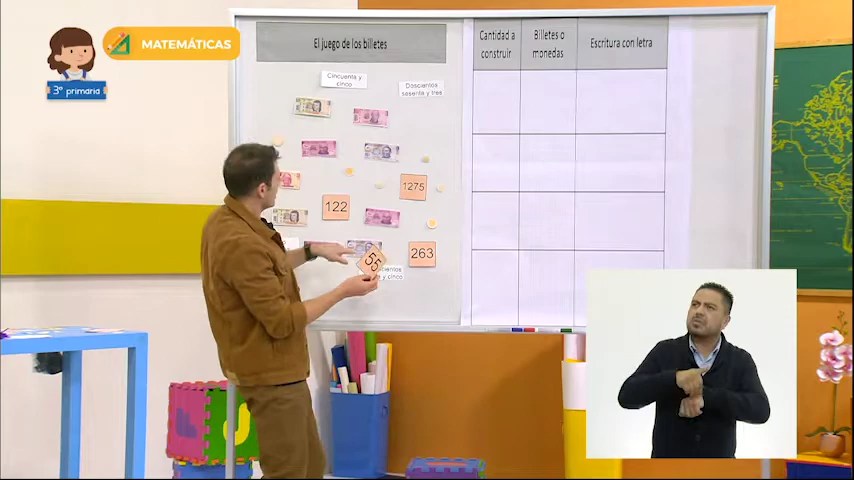 MATEMÁTICAS
3° primaria
El juego de los billetes
Cantidad a
construir
Billetes o
monedas
Escritura con letra
Cincuenta y
cinco
Doscientos
sesenta y tres
1275
122
263
55
y cinco